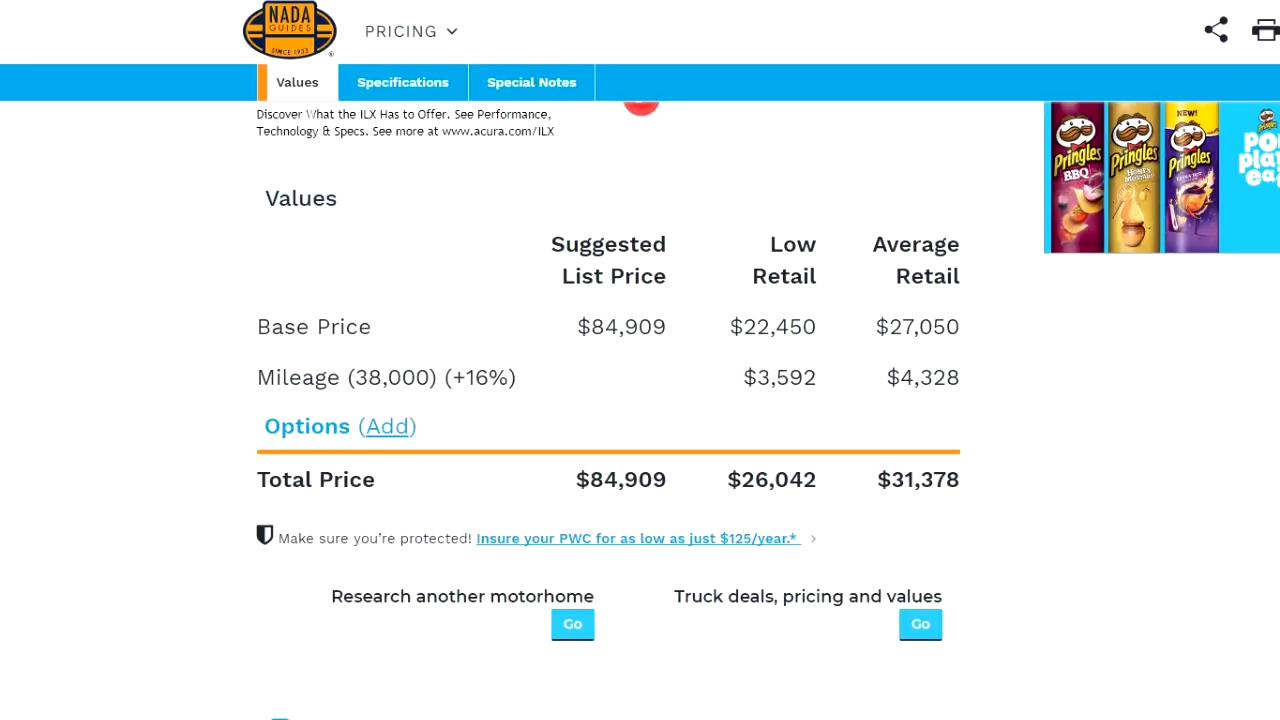 NADA
GUIDES
SINCE 1933
PRICING
Values Specifications Special Notes
Discover What the ILX Has to Offer. See Performance,
Technology & Specs. See more at www.acura.com/ILX
Pringles
BBQ
Pringles
HONEY
MUSTARD
NEW!
Pringles
Values
Suggested Low Average
List Price Retail Retail
Base Price $84,909 $22,450 $27,050
Mileage (38,000) (+16%) $3,592 $4,328
Options (Add)
Total Price $84,909 $26,042 $31,378
Make sure you're protected! Insure your PWC for as low as just $125/year.* >
Research another motorhome Truck deals, pricing and values
Go Go